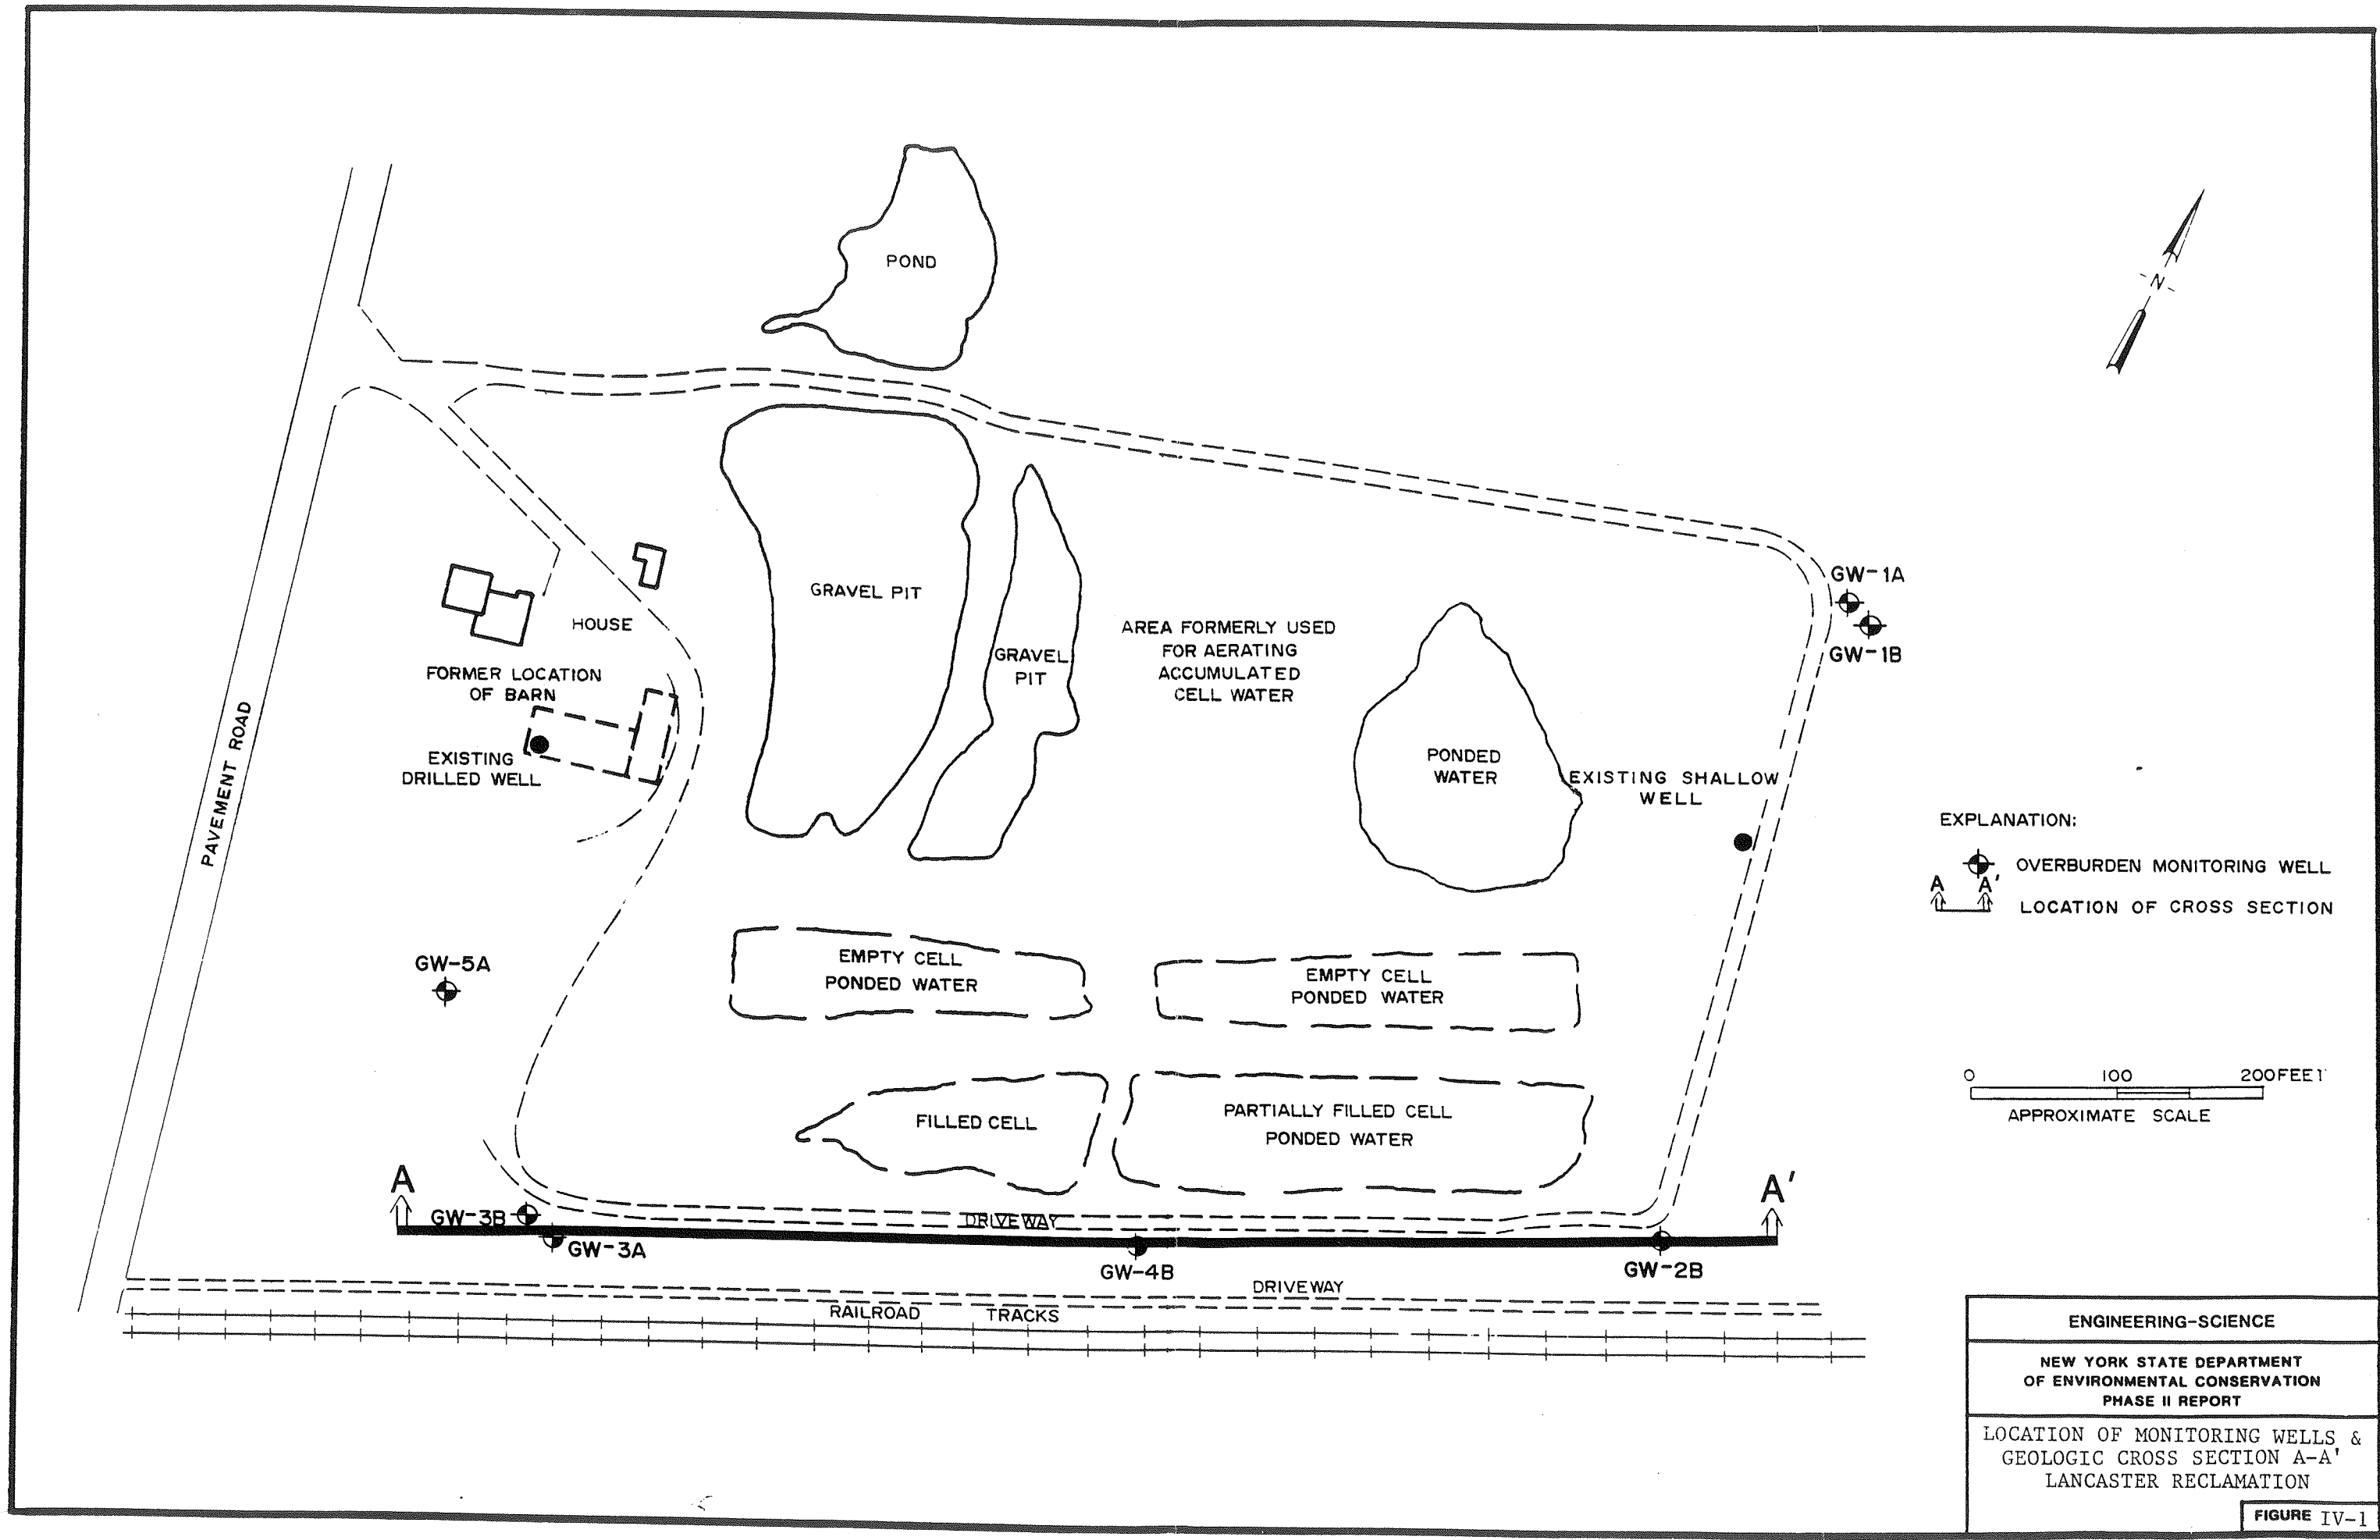 POND
N
GW-1A
GW-1B
GRAVEL PIT
HOUSE
AREA FORMERLY USED
FOR AERATING
ACCUMULATED
CELL WATER
GRAVEL
PIT
FORMER LOCATION
OF BARN
PAVEMENT ROAD
EXISTING
DRILLED WELL
PONDED
WATER
EXISTING SHALLOW
WELL
EXPLANATION:
OVERBURDEN MONITORING WELL
A A'
LOCATION OF CROSS SECTION
GW-5A
EMPTY CELL
PONDED WATER
EMPTY CELL
PONDED WATER
0 100 200 FEET
APPROXIMATE SCALE
FILLED CELL
PARTIALLY FILLED CELL
PONDED WATER
A
A'
GW-3B
DRIVEWAY
GW-3A
GW-4B
GW-2B
DRIVEWAY
RAILROAD TRACKS
ENGINEERING-SCIENCE
NEW YORK STATE DEPARTMENT
OF ENVIRONMENTAL CONSERVATION
PHASE II REPORT
LOCATION OF MONITORING WELLS &
GEOLOGIC CROSS SECTION A-A'
LANCASTER RECLAMATION
FIGURE IV-1